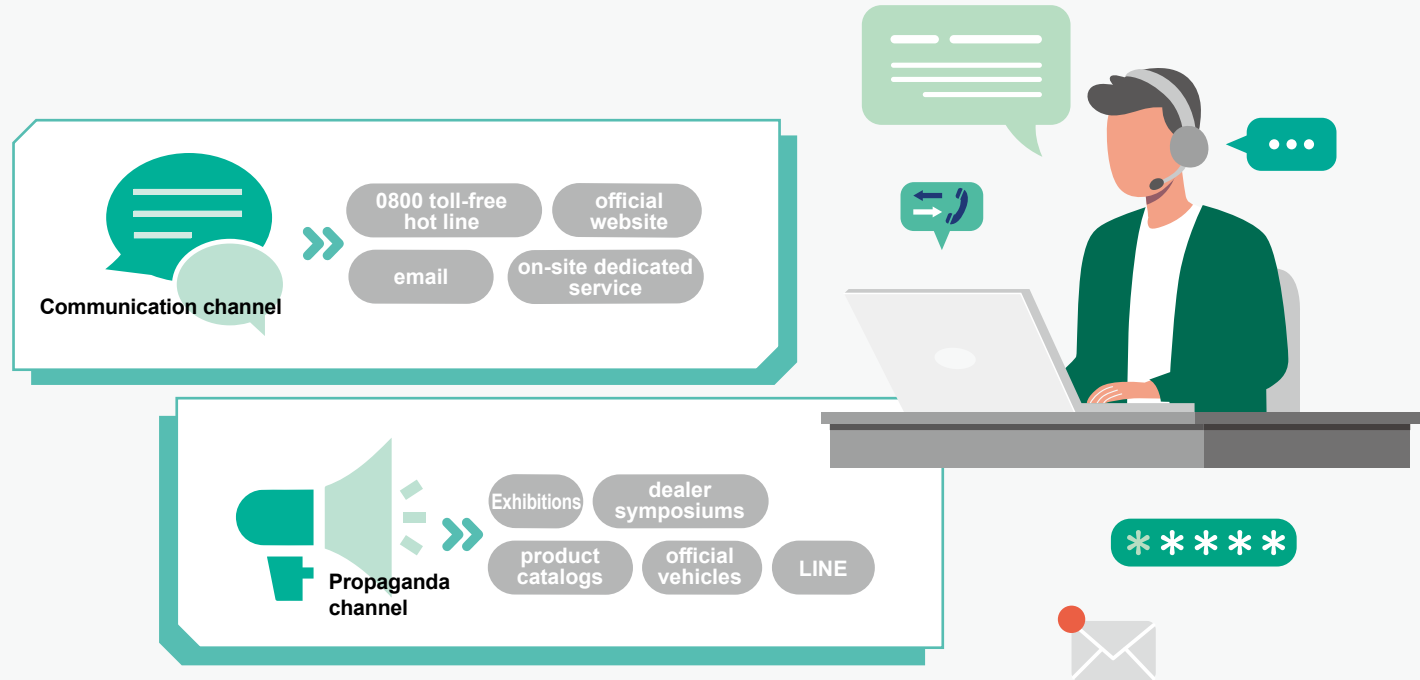 0800 toll-free
hot line
official
website
email
on-site dedicated
service
Communication channel
Exhibitions
dealer
symposiums
product
catalogs
official
vehicles
LINE
Propaganda
channel
*****